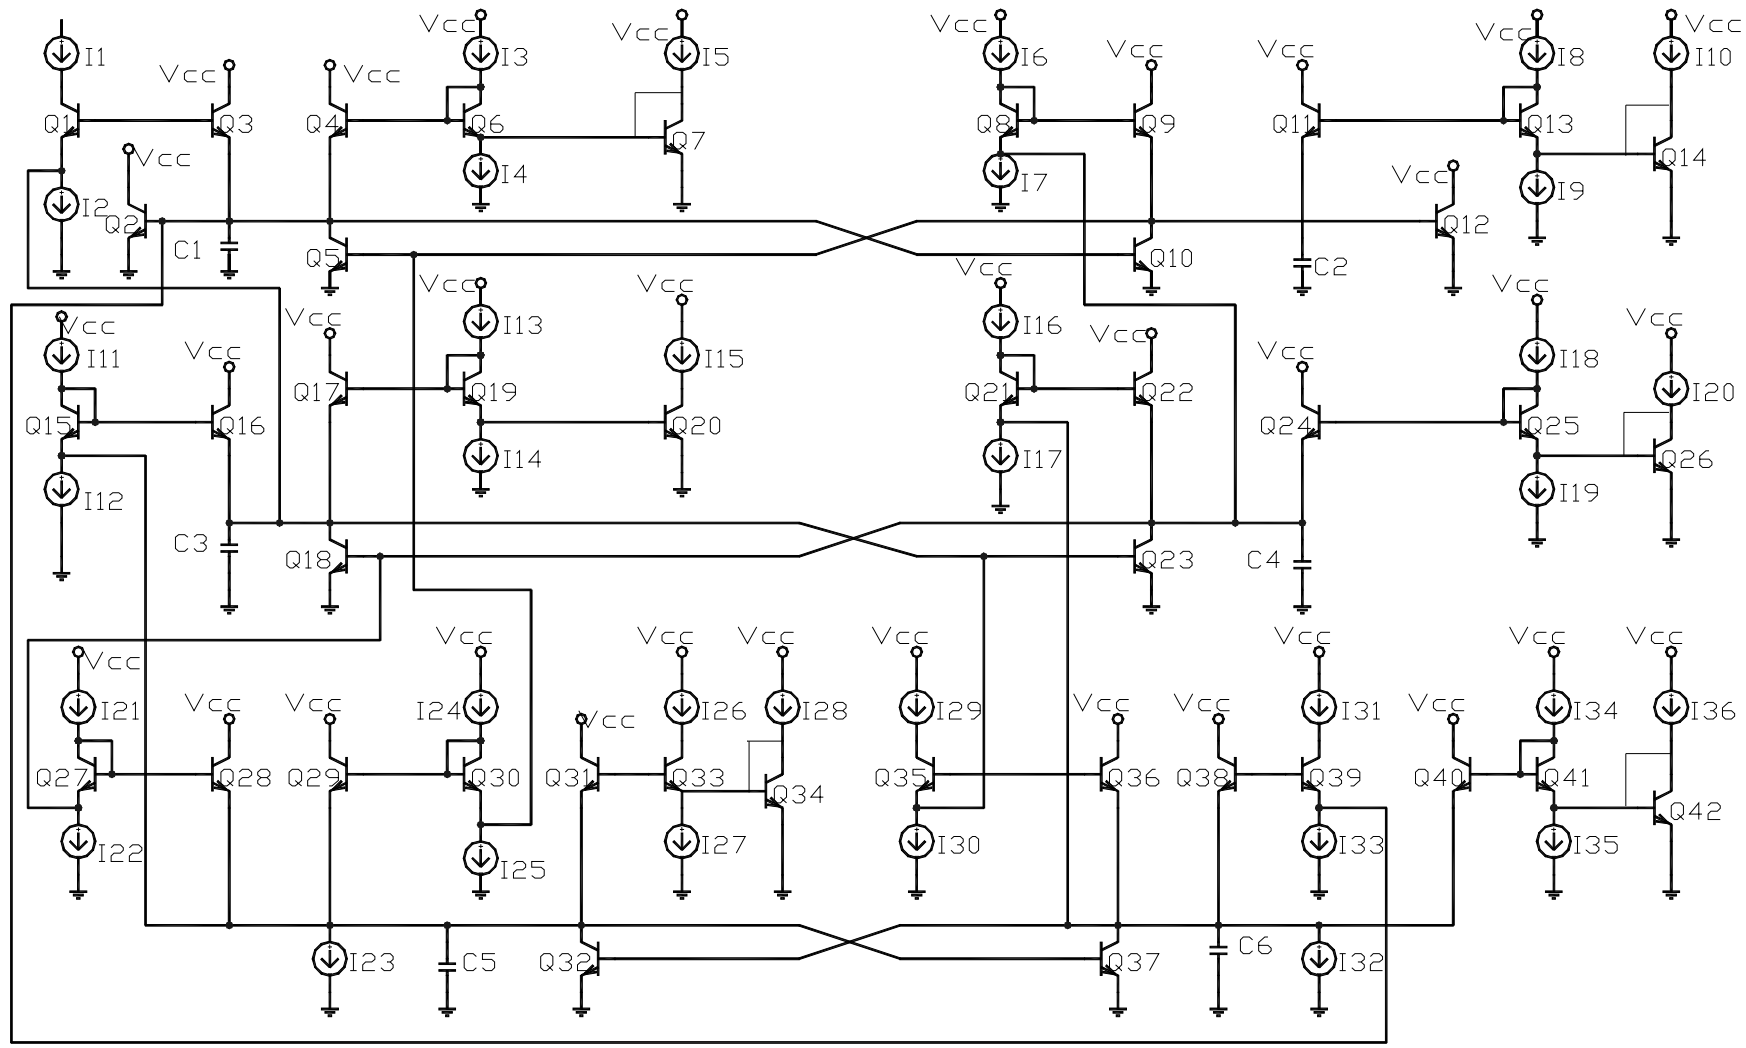 Vcc Vcc Vcc Vcc
I1 I3 I5 I6 Vcc Vcc Vcc I8 I10
Vcc Vcc
Q1 Q3 Q4 Q6 Q7 Q8 Q9 Q11 Q13 Q14
Vcc I4 I7 Vcc I9
I2 Q2 Q12
C1 Q5 Q10 C2
Vcc Vcc Vcc Vcc
Vcc Vcc I13 I16 Vcc Vcc
I11 Vcc I15 Vcc I18
Q17 Q19 Q21 Q22 I20
Q15 Q16 Q20 Q24 Q25
I14 I17 Q26
I12 I19
C3 Q18 Q23 C4
Vcc Vcc Vcc Vcc Vcc Vcc Vcc Vcc
I21 Vcc Vcc I24 Vcc I26 I28 I29 Vcc Vcc I31 Vcc I34 I36
Q27 Q28 Q29 Q30 Q31 Q33 Q34 Q35 Q36 Q38 Q39 Q40 Q41 Q42
I22 I25 I27 I30 I33 I35
I23 C5 Q32 Q37 C6 I32